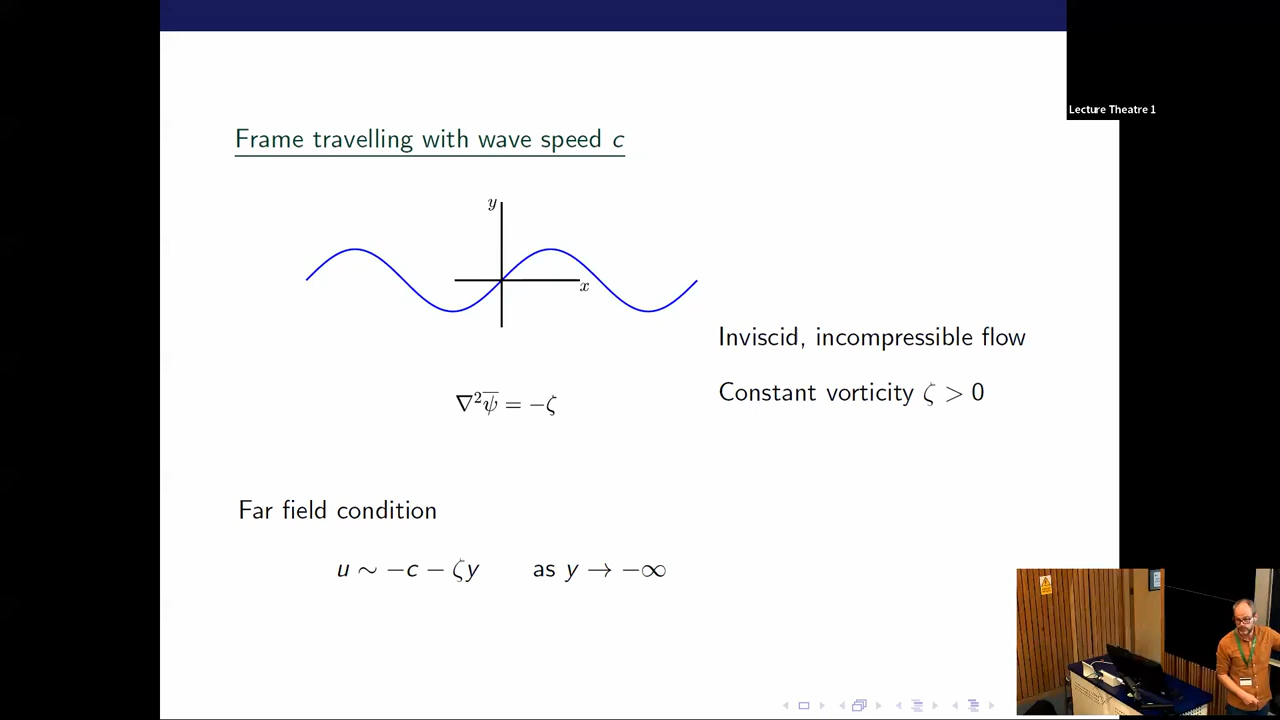 Lecture Theatre 1
Frame travelling with wave speed c
y
x
Inviscid, incompressible flow
Constant vorticity ζ > 0
∇²ψ̅ = −ζ
Far field condition
u ∼ −c − ζy as y → −∞